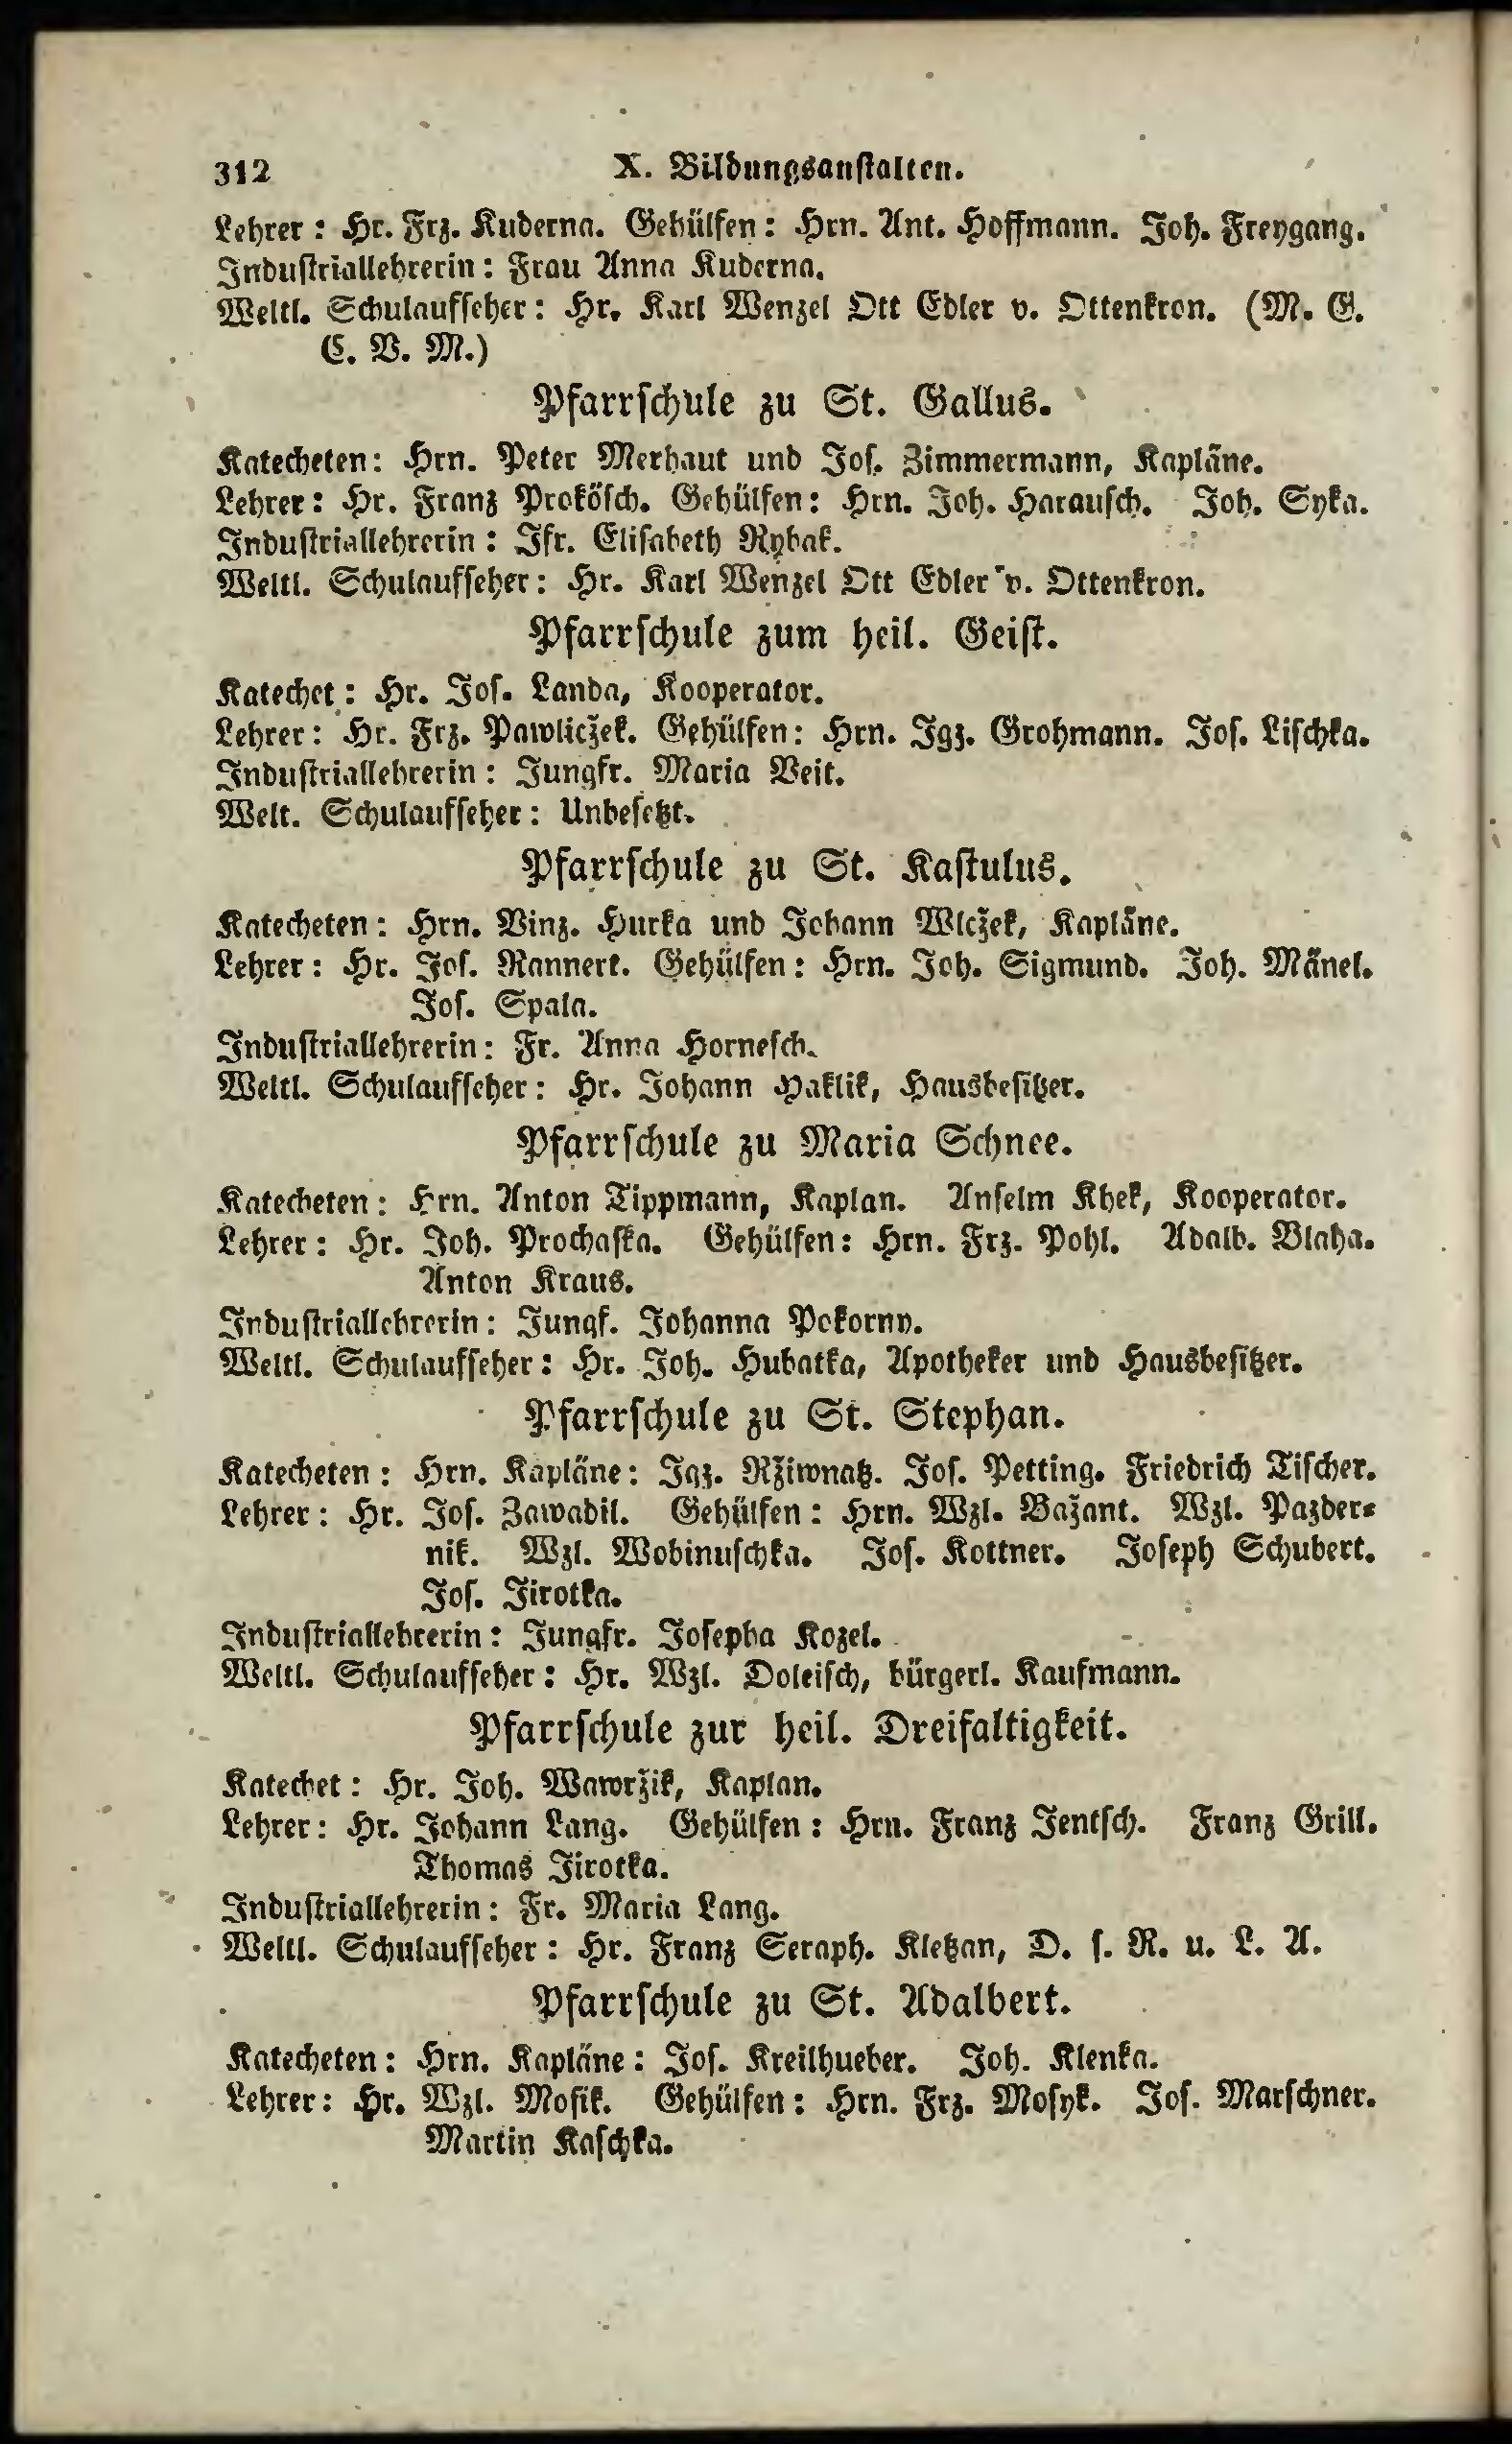 312 X. Bildungsanstalten.
Lehrer: Hr. Frz. Kuderna. Gehülfen: Hrn. Ant. Hoffmann. Joh. Freygang.
Industriallehrerin: Frau Anna Kuderna.
Weltl. Schulaufseher: Hr. Karl Wenzel Ott Edler v. Ottenkron. (M. G.
E. V. M.)
Pfarrschule zu St. Gallus.
Katecheten: Hrn. Peter Merhaut und Jos. Zimmermann, Kapläne.
Lehrer: Hr. Franz Prokösch. Gehülfen: Hrn. Joh. Harausch. Joh. Syka.
Industriallehrerin: Jfr. Elisabeth Rybak.
Weltl. Schulaufseher: Hr. Karl Wenzel Ott Edler v. Ottenkron.
Pfarrschule zum heil. Geist.
Katechet: Hr. Jos. Landa, Kooperator.
Lehrer: Hr. Frz. Pawliczek. Gehülfen: Hrn. Igz. Grohmann. Jos. Lischka.
Industriallehrerin: Jungfr. Maria Veit.
Welt. Schulaufseher: Unbesetzt.
Pfarrschule zu St. Kastulus.
Katecheten: Hrn. Vinz. Hurka und Johann Wlczek, Kapläne.
Lehrer: Hr. Jos. Rannert. Gehülfen: Hrn. Joh. Sigmund. Joh. Mänel.
Jos. Spala.
Industriallehrerin: Fr. Anna Hornesch.
Weltl. Schulaufseher: Hr. Johann Haklik, Hausbesitzer.
Pfarrschule zu Maria Schnee.
Katecheten: Hrn. Anton Tippmann, Kaplan. Anselm Khek, Kooperator.
Lehrer: Hr. Joh. Prochaska. Gehülfen: Hrn. Frz. Pohl. Adalb. Blaha.
Anton Kraus.
Industriallehrerin: Jungf. Johanna Pokorny.
Weltl. Schulaufseher: Hr. Joh. Hubatka, Apotheker und Hausbesitzer.
Pfarrschule zu St. Stephan.
Katecheten: Hrn. Kapläne: Igz. Ržiwnatz. Jos. Petting. Friedrich Tischer.
Lehrer: Hr. Jos. Zawadil. Gehülfen: Hrn. Wzl. Bažant. Wzl. Pazder-
nik. Wzl. Wobinuschka. Jos. Kottner. Joseph Schubert.
Jos. Jirotka.
Industriallehrerin: Jungfr. Josepha Kozel.
Weltl. Schulaufseher: Hr. Wzl. Doleisch, bürgerl. Kaufmann.
Pfarrschule zur heil. Dreifaltigkeit.
Katechet: Hr. Joh. Wawržik, Kaplan.
Lehrer: Hr. Johann Lang. Gehülfen: Hrn. Franz Jentsch. Franz Grill.
Thomas Jirotka.
Industriallehrerin: Fr. Maria Lang.
Weltl. Schulaufseher: Hr. Franz Seraph. Kletzan, D. s. R. u. L. A.
Pfarrschule zu St. Adalbert.
Katecheten: Hrn. Kapläne: Jos. Kreilhueber. Joh. Klenka.
Lehrer: Hr. Wzl. Mosik. Gehülfen: Hrn. Frz. Mosyk. Jos. Marschner.
Martin Kaschka.